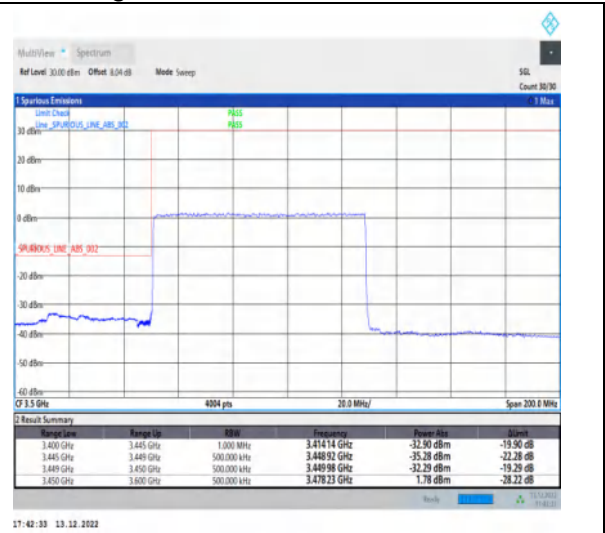 MultiView Spectrum
Ref Level 30.00 dBm Offset 8.04 dB Mode Sweep SGL
Count 30/30
1 Spurious Emissions 1 Max
Limit Check PASS
Line _SPURIOUS_LINE_ABS_002 PASS
30 dBm
20 dBm
10 dBm
0 dBm
SPURIOUS_LINE_ABS_002
-20 dBm
-30 dBm
-40 dBm
-50 dBm
-60 dBm
CF 3.5 GHz 4004 pts 20.0 MHz/ Span 200.0 MHz
2 Result Summary
Range Low Range Up RBW Frequency Power Abs ΔLimit
3.400 GHz 3.445 GHz 1.000 MHz 3.41414 GHz -32.90 dBm -19.90 dB
3.445 GHz 3.449 GHz 500.000 kHz 3.44892 GHz -35.28 dBm -22.28 dB
3.449 GHz 3.450 GHz 500.000 kHz 3.44998 GHz -32.29 dBm -19.29 dB
3.450 GHz 3.600 GHz 500.000 kHz 3.47823 GHz 1.78 dBm -28.22 dB
Ready 13.12.2022
17:42:33 13.12.2022